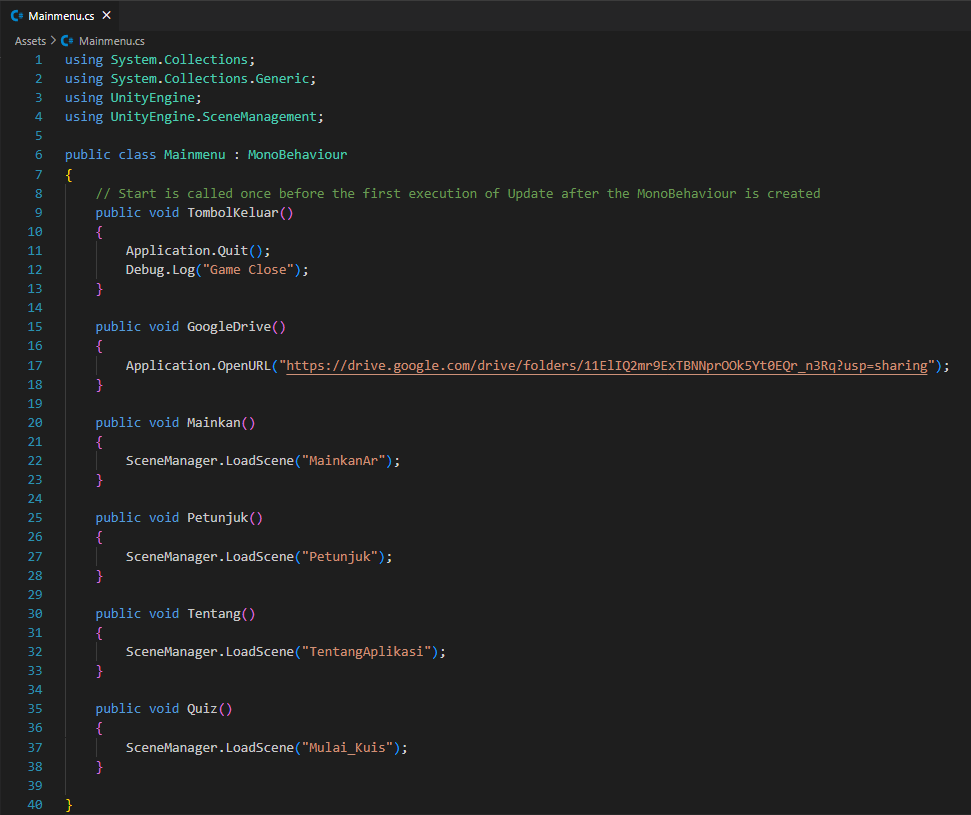 Mainmenu.cs
Assets > Mainmenu.cs
1 using System.Collections;
2 using System.Collections.Generic;
3 using UnityEngine;
4 using UnityEngine.SceneManagement;
5
6 public class Mainmenu : MonoBehaviour
7 {
8 // Start is called once before the first execution of Update after the MonoBehaviour is created
9 public void TombolKeluar()
10 {
11 Application.Quit();
12 Debug.Log("Game Close");
13 }
14
15 public void GoogleDrive()
16 {
17 Application.OpenURL("https://drive.google.com/drive/folders/11ElIQ2mr9ExTBNNprOOk5Yt0EQr_n3Rq?usp=sharing");
18 }
19
20 public void Mainkan()
21 {
22 SceneManager.LoadScene("MainkanAr");
23 }
24
25 public void Petunjuk()
26 {
27 SceneManager.LoadScene("Petunjuk");
28 }
29
30 public void Tentang()
31 {
32 SceneManager.LoadScene("TentangAplikasi");
33 }
34
35 public void Quiz()
36 {
37 SceneManager.LoadScene("Mulai_Kuis");
38 }
39
40 }